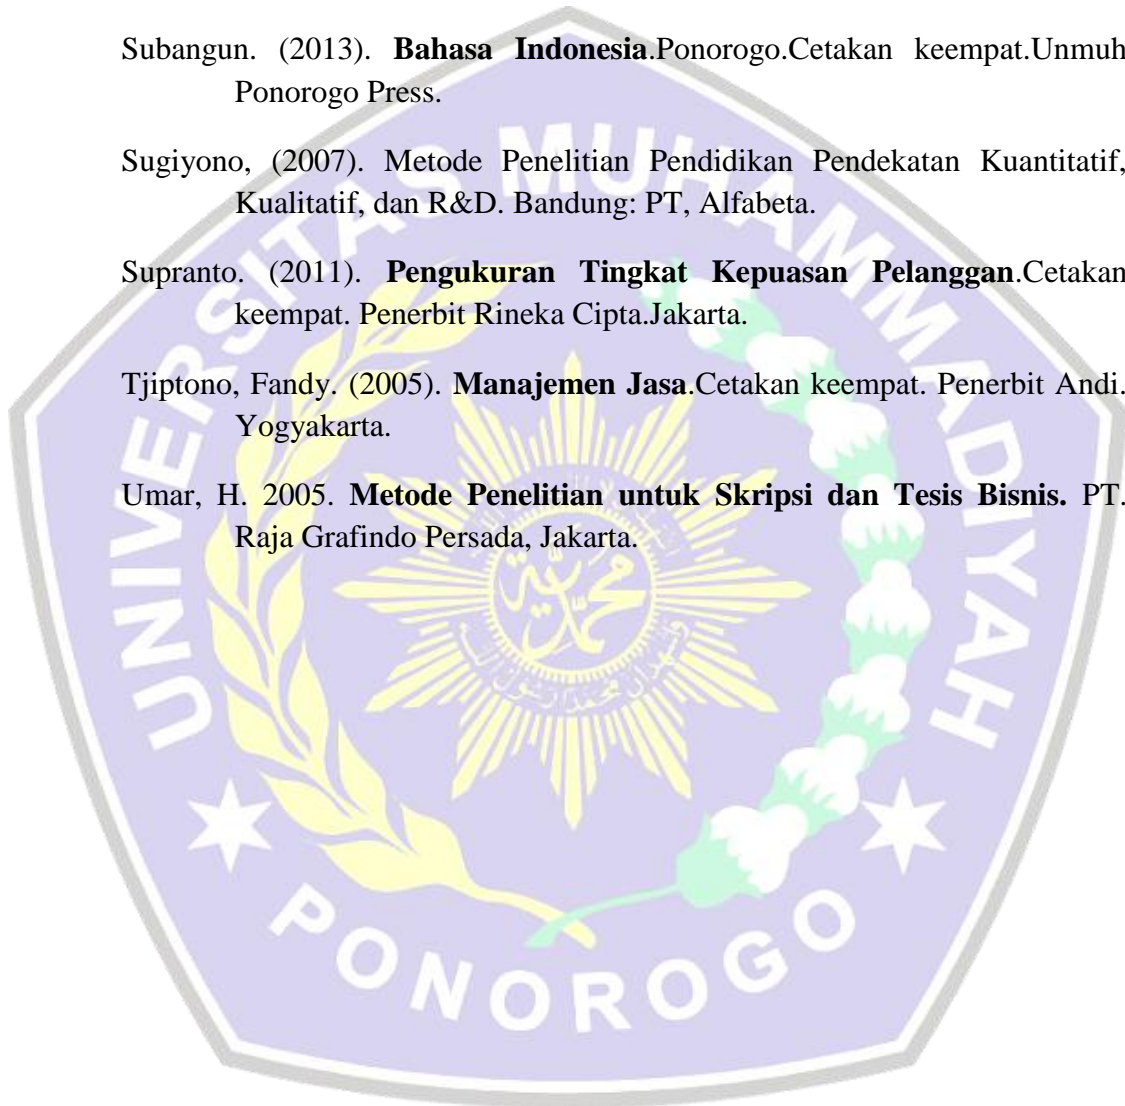 Subangun. (2013). Bahasa Indonesia.Ponorogo.Cetakan keempat.Unmuh
Ponorogo Press.
Sugiyono, (2007). Metode Penelitian Pendidikan Pendekatan Kuantitatif,
Kualitatif, dan R&D. Bandung: PT, Alfabeta.
Supranto. (2011). Pengukuran Tingkat Kepuasan Pelanggan.Cetakan
keempat. Penerbit Rineka Cipta.Jakarta.
Tjiptono, Fandy. (2005). Manajemen Jasa.Cetakan keempat. Penerbit Andi.
Yogyakarta.
Umar, H. 2005. Metode Penelitian untuk Skripsi dan Tesis Bisnis. PT.
Raja Grafindo Persada, Jakarta.
UNIVERSITAS MUHAMMADIYAH
محمدية
PONOROGO